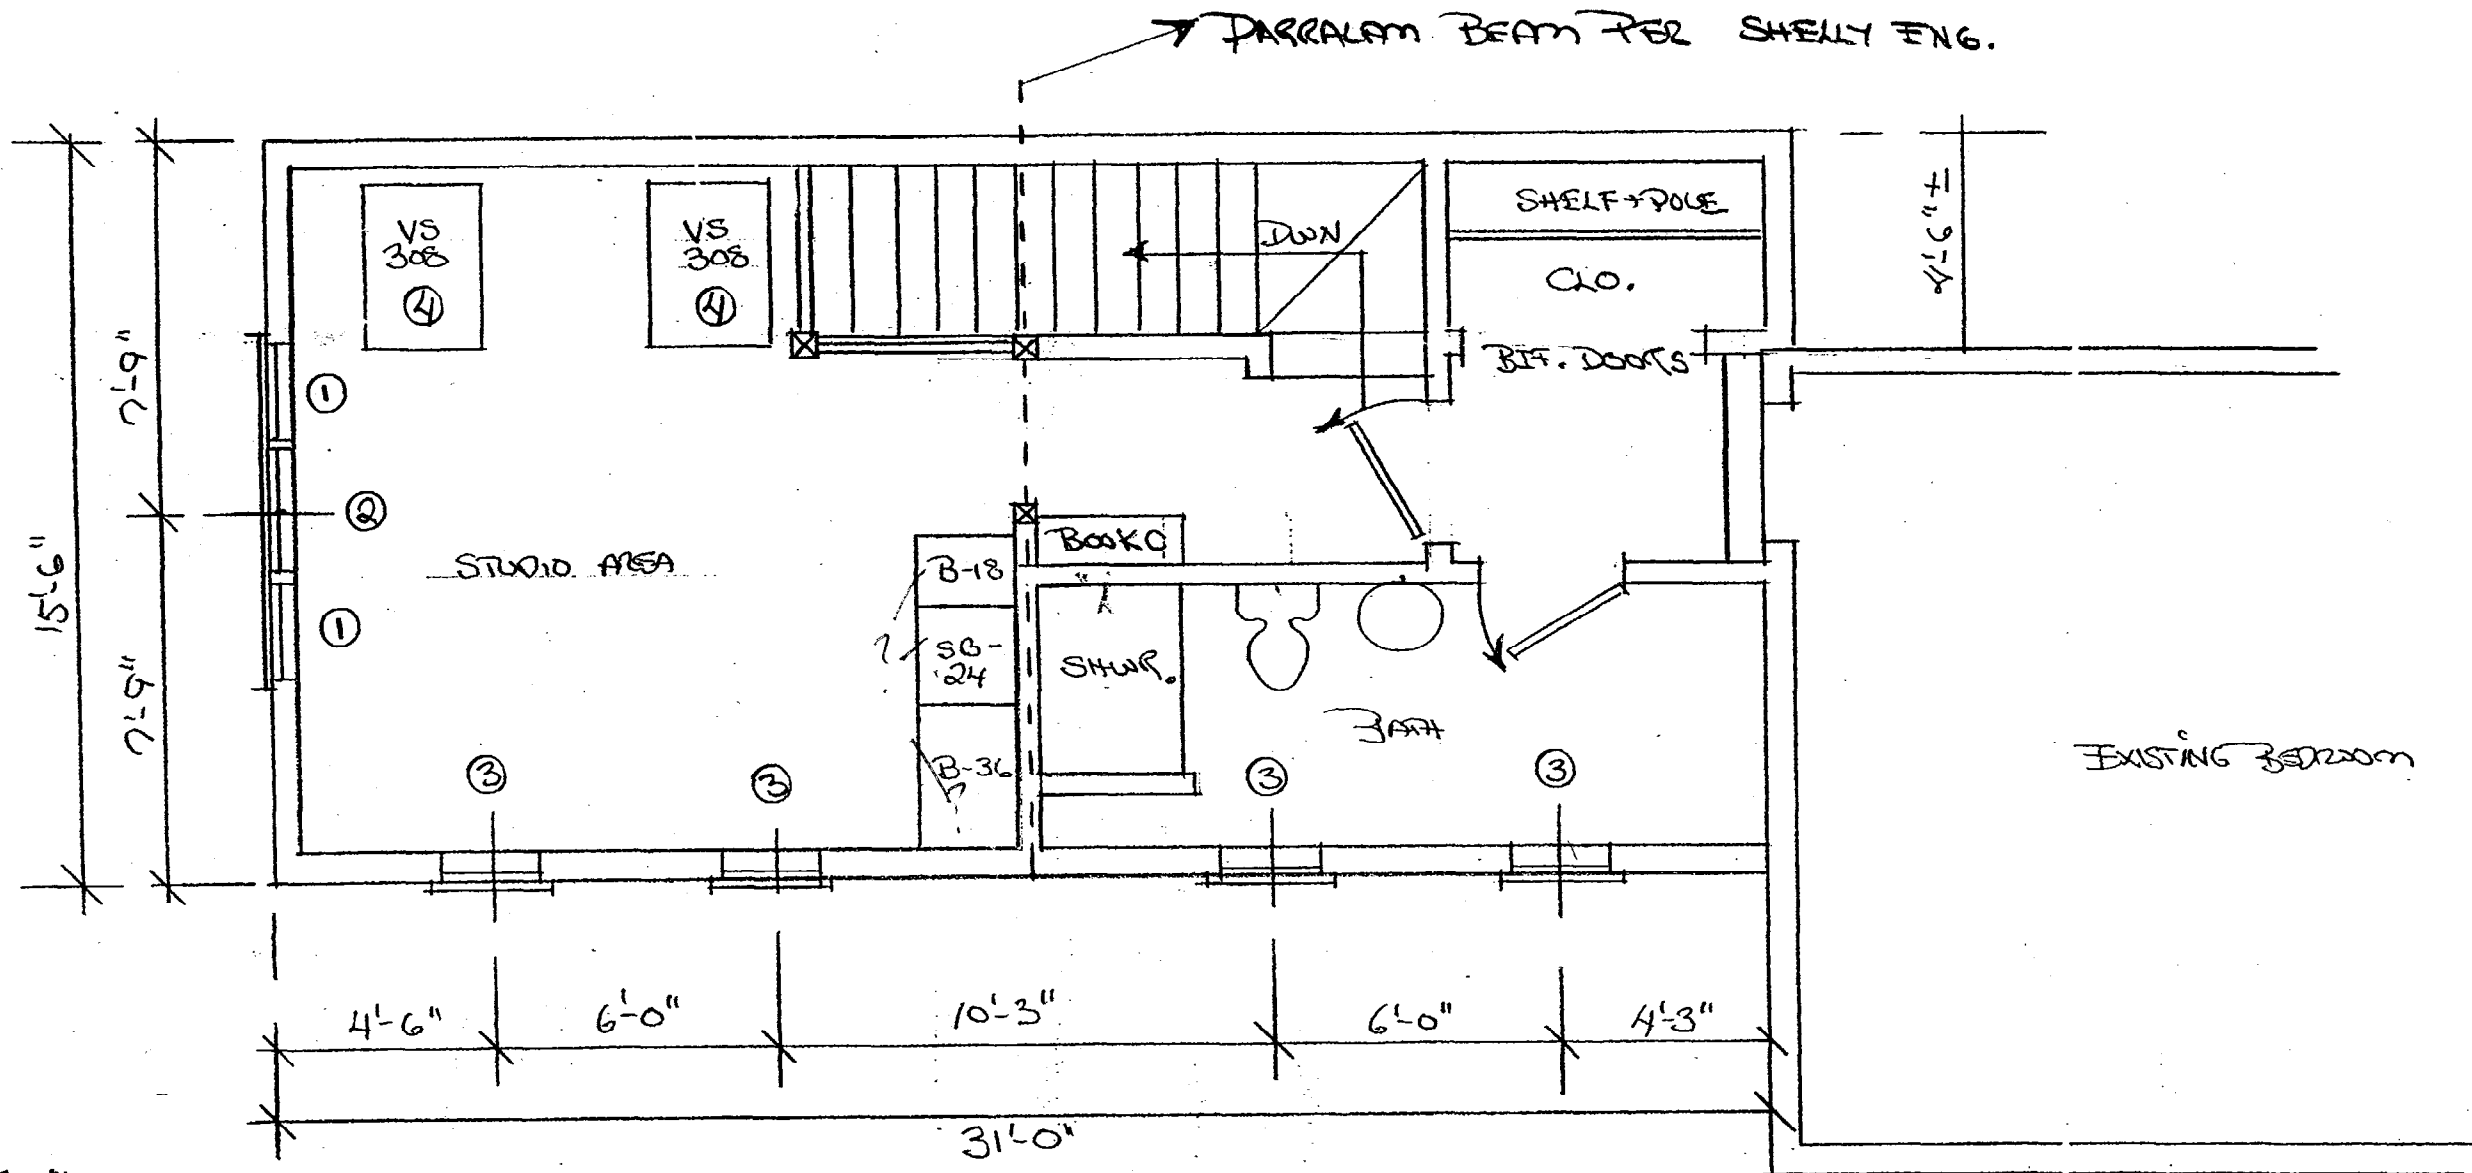 PARRALAM BEAM PER SHELLY ENG.
VS
308
4
VS
308
4
DWN
SHELF + POLE
CLO.
BIF. DOORS
4'-6" ±
15'-6"
7'-9"
7'-9"
1
2
1
STUDIO AREA
BOOK C
B-18
?
SB-
24
B-36
?
SHWR.
BATH
EXISTING BEDROOM
3
3
3
3
4'-6"
6'-0"
10'-3"
6'-0"
4'-3"
31'-0"